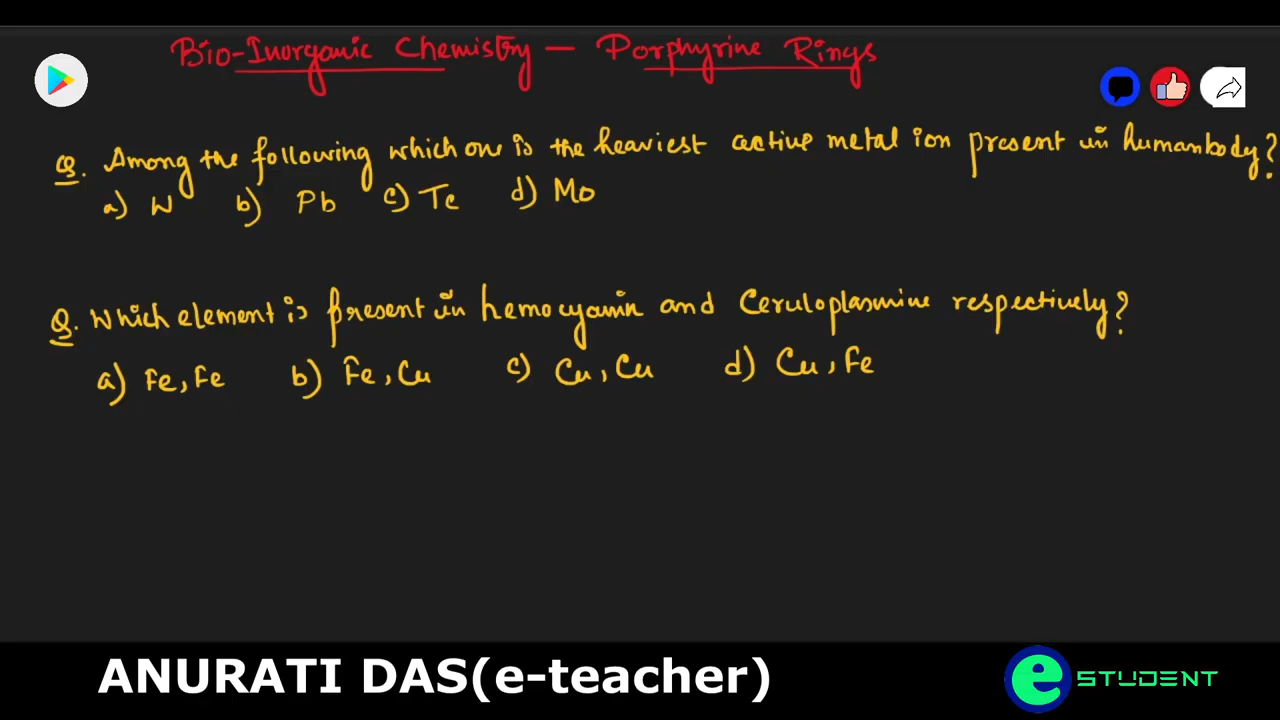 Bio-Inorganic Chemistry — Porphyrine Rings
Q. Among the following which one is the heaviest active metal ion present in human body?
a) W b) Pb c) Tc d) Mo
Q. Which element is present in hemocyanin and Ceruloplasmine respectively?
a) Fe, Fe b) Fe, Cu c) Cu, Cu d) Cu, Fe
ANURATI DAS(e-teacher)
e STUDENT